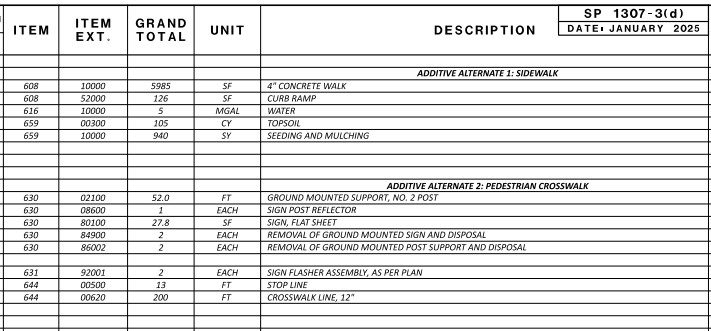 SP 1307-3(d)
DATE: JANUARY 2025
ITEM ITEM EXT. GRAND TOTAL UNIT DESCRIPTION
ADDITIVE ALTERNATE 1: SIDEWALK
608 10000 5985 SF 4" CONCRETE WALK
608 52000 126 SF CURB RAMP
616 10000 5 MGAL WATER
659 00300 105 CY TOPSOIL
659 10000 940 SY SEEDING AND MULCHING
ADDITIVE ALTERNATE 2: PEDESTRIAN CROSSWALK
630 02100 52.0 FT GROUND MOUNTED SUPPORT, NO. 2 POST
630 08600 1 EACH SIGN POST REFLECTOR
630 80100 27.8 SF SIGN, FLAT SHEET
630 84900 2 EACH REMOVAL OF GROUND MOUNTED SIGN AND DISPOSAL
630 86002 2 EACH REMOVAL OF GROUND MOUNTED POST SUPPORT AND DISPOSAL
631 92001 2 EACH SIGN FLASHER ASSEMBLY, AS PER PLAN
644 00500 13 FT STOP LINE
644 00620 200 FT CROSSWALK LINE, 12"